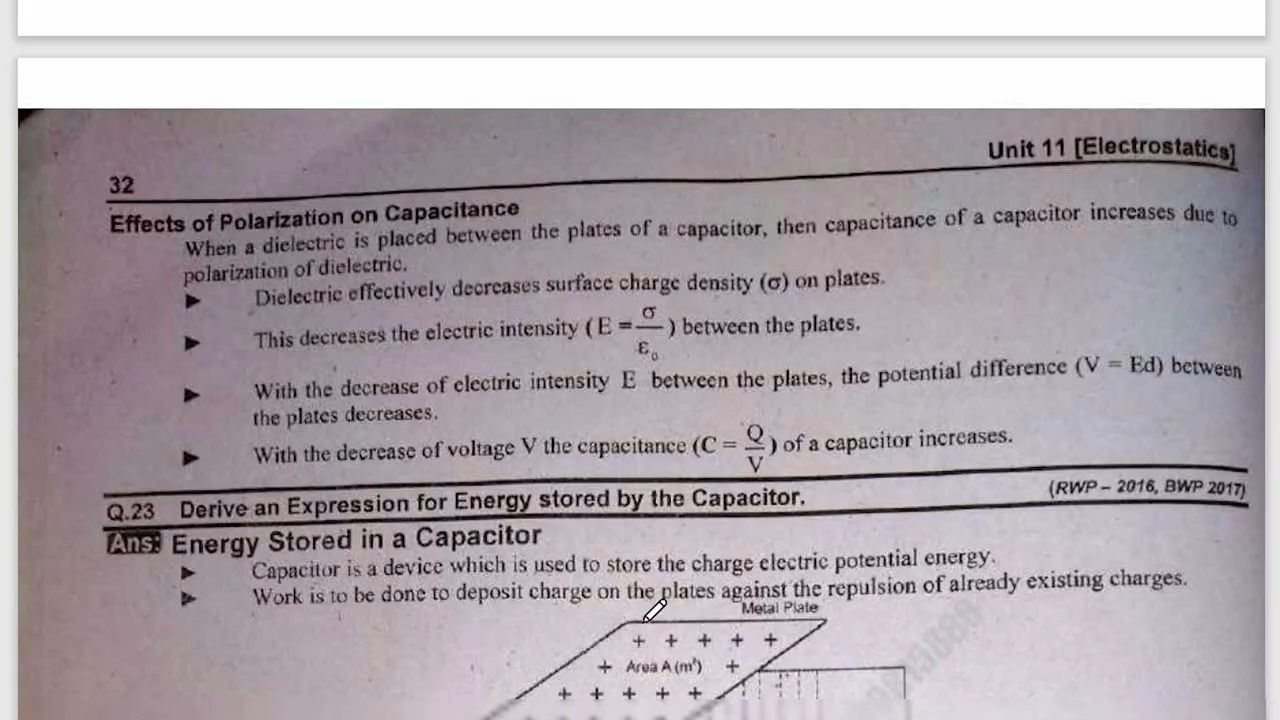 Unit 11 [Electrostatics]
32
Effects of Polarization on Capacitance
When a dielectric is placed between the plates of a capacitor, then capacitance of a capacitor increases due to
polarization of dielectric.
► Dielectric effectively decreases surface charge density (σ) on plates.
► This decreases the electric intensity ( E = σ/ε₀ ) between the plates.
► With the decrease of electric intensity E between the plates, the potential difference (V = Ed) between
the plates decreases.
► With the decrease of voltage V the capacitance (C = Q/V) of a capacitor increases.
Q.23 Derive an Expression for Energy stored by the Capacitor. (RWP – 2016, BWP 2017)
Ans: Energy Stored in a Capacitor
► Capacitor is a device which is used to store the charge electric potential energy.
► Work is to be done to deposit charge on the plates against the repulsion of already existing charges.
Metal Plate
+ + + + +
+ Area A (m²) +
+ + + + +